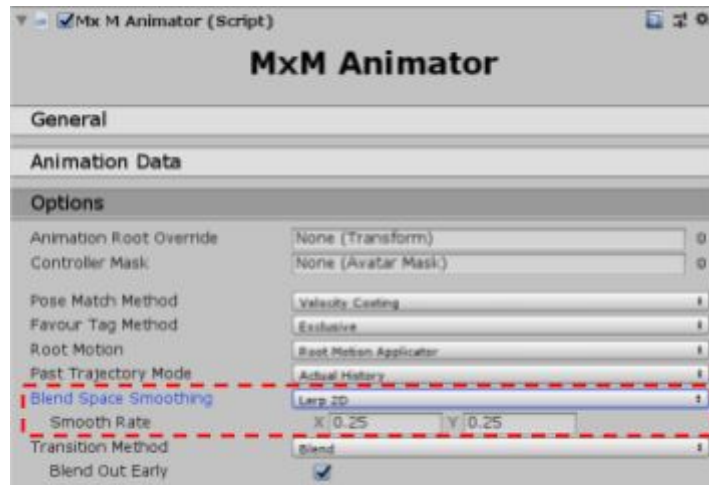 Mx M Animator (Script)
MxM Animator
General
Animation Data
Options
Animation Root Override None (Transform)
Controller Mask None (Avatar Mask)
Pose Match Method Velocity Costing
Favour Tag Method Exclusive
Root Motion Root Motion Applicator
Past Trajectory Mode Actual History
Blend Space Smoothing Lerp 2D
Smooth Rate X 0.25 Y 0.25
Transition Method Blend
Blend Out Early